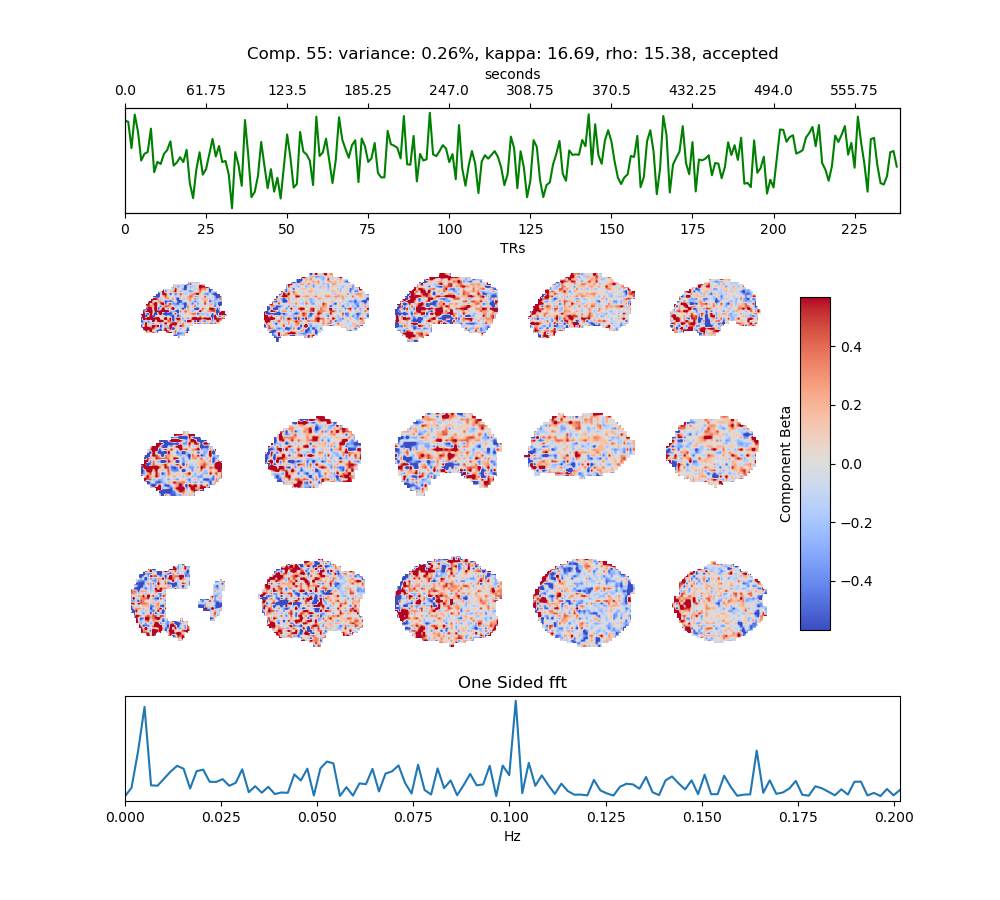 Comp. 55: variance: 0.26%, kappa: 16.69, rho: 15.38, accepted
seconds
0.0 61.75 123.5 185.25 247.0 308.75 370.5 432.25 494.0 555.75
0 25 50 75 100 125 150 175 200 225
TRs
0.4
0.2
0.0
−0.2
−0.4
Component Beta
One Sided fft
0.000 0.025 0.050 0.075 0.100 0.125 0.150 0.175 0.200
Hz